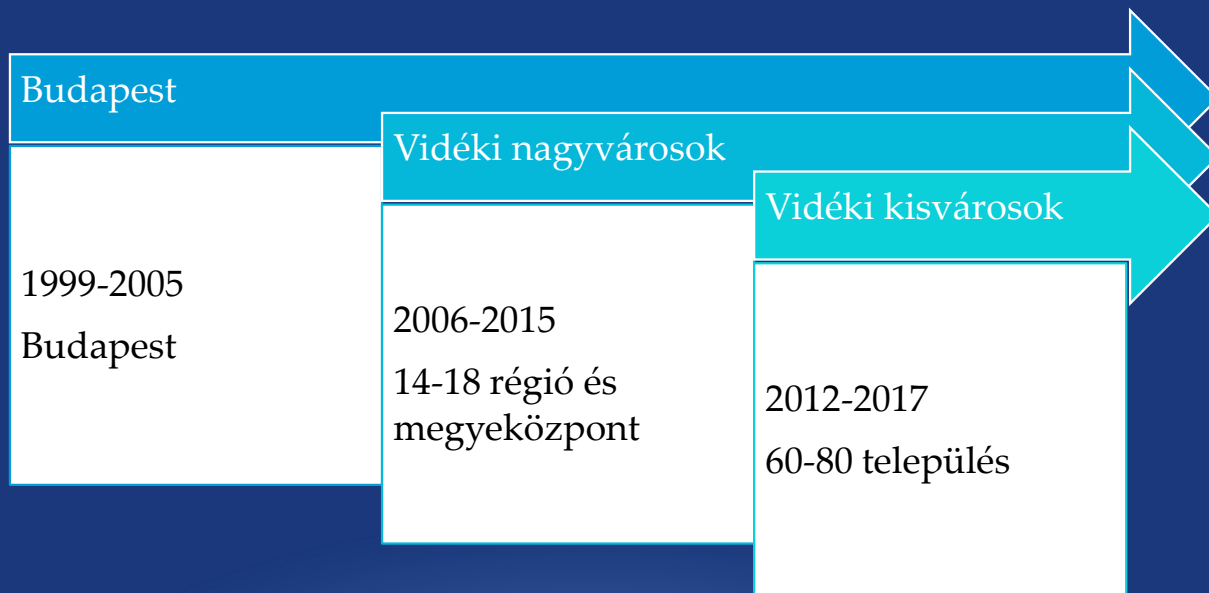 Budapest
1999-2005
Budapest
Vidéki nagyvárosok
2006-2015
14-18 régió és
megyeközpont
Vidéki kisvárosok
2012-2017
60-80 település